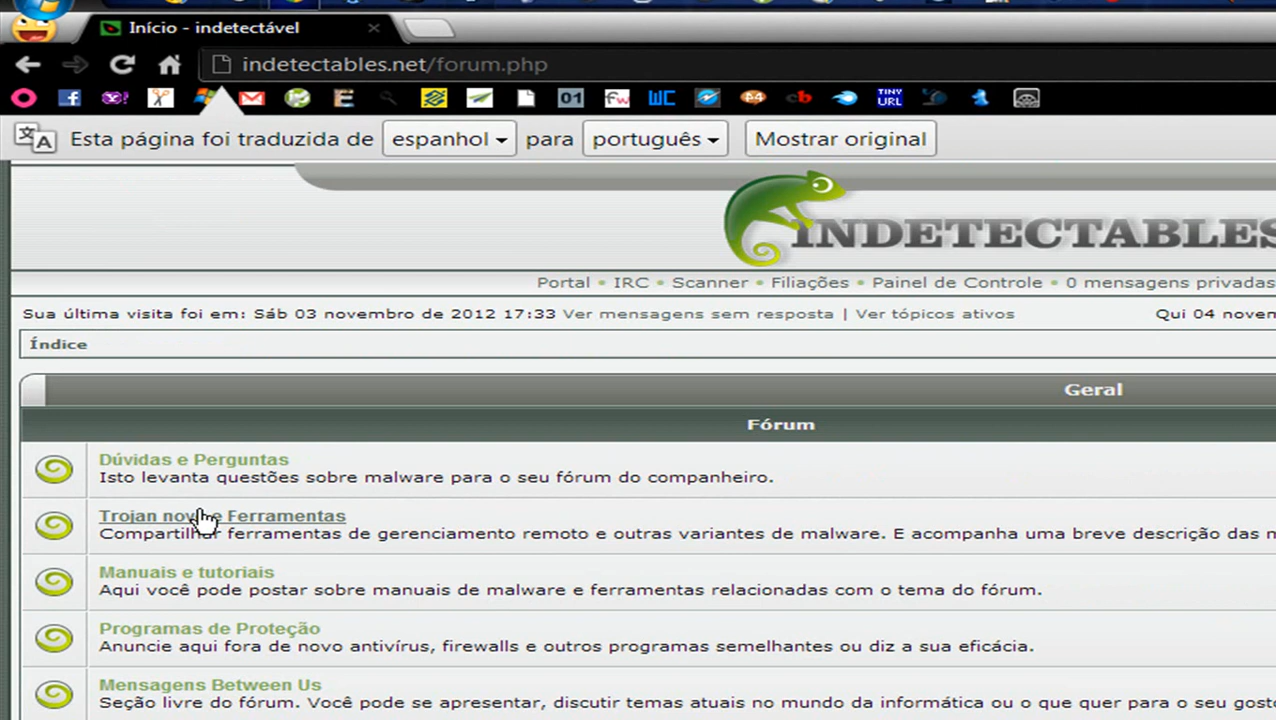 Início - indetectável
indetectables.net/forum.php
Esta página foi traduzida de espanhol para português Mostrar original
INDETECTABLES
Portal • IRC • Scanner • Filiações • Painel de Controle • 0 mensagens privadas
Sua última visita foi em: Sáb 03 novembro de 2012 17:33 Ver mensagens sem resposta | Ver tópicos ativos Qui 04
Índice
Geral
Fórum
Dúvidas e Perguntas
Isto levanta questões sobre malware para o seu fórum do companheiro.
Trojan e Ferramentas
Compartilhar ferramentas de gerenciamento remoto e outras variantes de malware. E acompanha uma breve descrição das
Manuais e tutoriais
Aqui você pode postar sobre manuais de malware e ferramentas relacionadas com o tema do fórum.
Programas de Proteção
Anuncie aqui fora de novo antivírus, firewalls e outros programas semelhantes ou diz a sua eficácia.
Mensagens Between Us
Seção livre do fórum. Você pode se apresentar, discutir temas atuais no mundo da informática ou o que quer para o seu